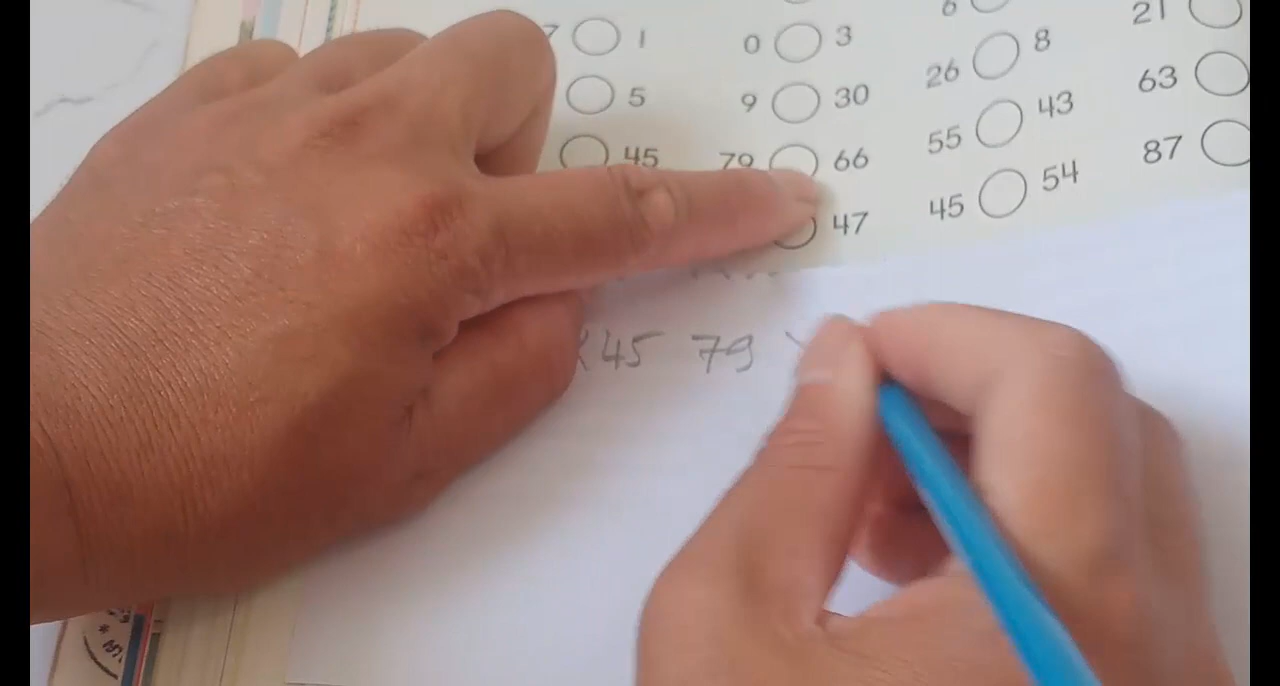 7 ○ 1 0 ○ 3 6 ○ 21 ○
○ 5 9 ○ 30 26 ○ 8 63 ○
○ 45 79 ○ 66 55 ○ 43 87 ○
○ 47 45 ○ 54
<45 79 >